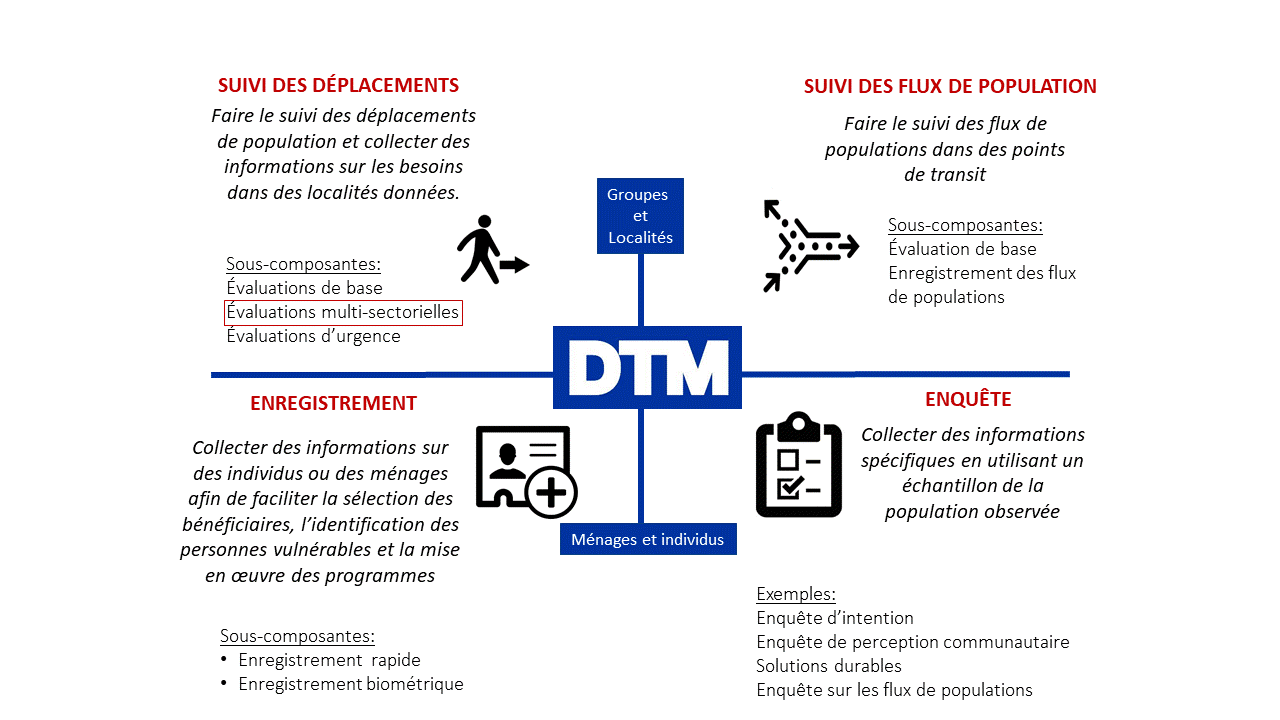 SUIVI DES DÉPLACEMENTS
Faire le suivi des déplacements
de population et collecter des
informations sur les besoins
dans des localités données.
Sous-composantes:
Évaluations de base
Évaluations multi-sectorielles
Évaluations d’urgence
Groupes
et
Localités
SUIVI DES FLUX DE POPULATION
Faire le suivi des flux de
populations dans des points
de transit
Sous-composantes:
Évaluation de base
Enregistrement des flux
de populations
DTM
ENREGISTREMENT
Collecter des informations sur
des individus ou des ménages
afin de faciliter la sélection des
bénéficiaires, l’identification des
personnes vulnérables et la mise
en œuvre des programmes
Sous-composantes:
• Enregistrement rapide
• Enregistrement biométrique
Ménages et individus
ENQUÊTE
Collecter des informations
spécifiques en utilisant un
échantillon de la
population observée
Exemples:
Enquête d’intention
Enquête de perception communautaire
Solutions durables
Enquête sur les flux de populations